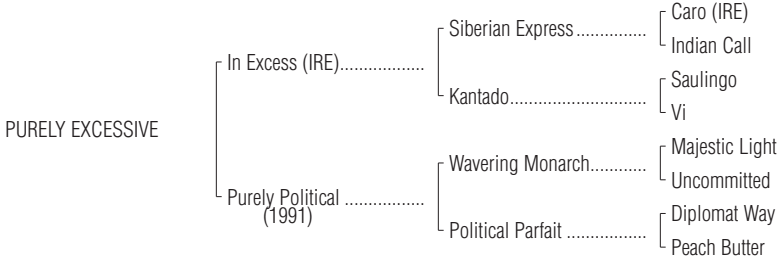 Caro (IRE)
Siberian Express...............
Indian Call
In Excess (IRE)..................
Saulingo
Kantado.............................
Vi
PURELY EXCESSIVE
Majestic Light
Wavering Monarch............
Uncommitted
Purely Political .................
(1991)
Diplomat Way
Political Parfait .................
Peach Butter